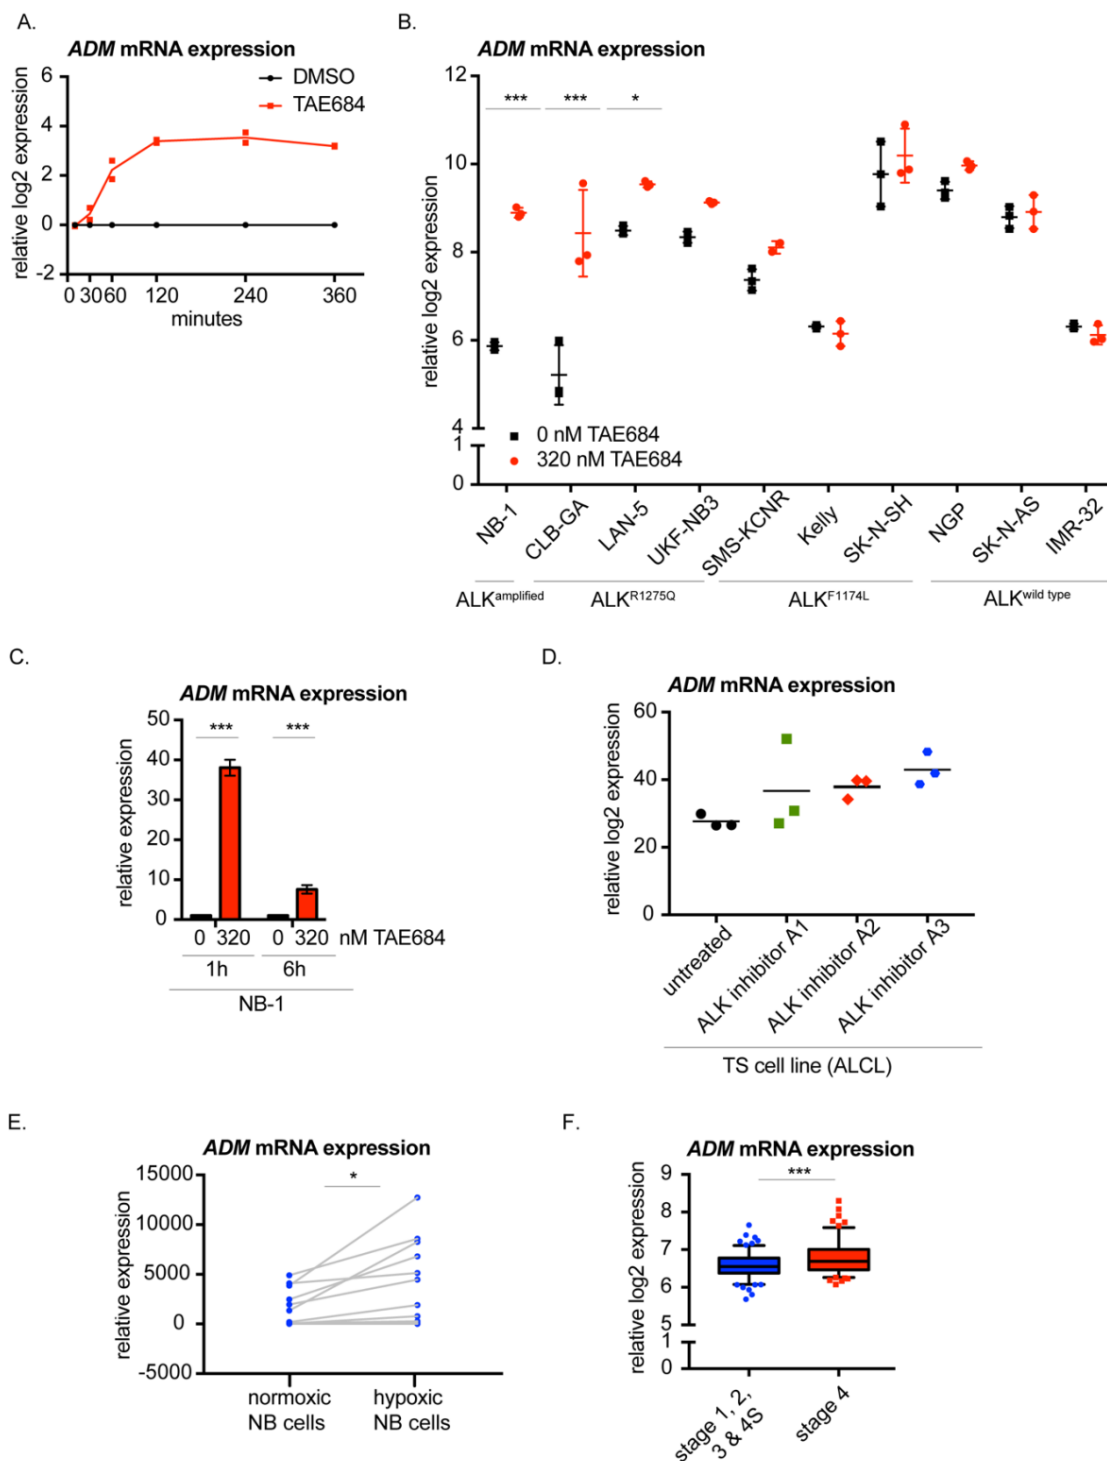 A.
ADM mRNA expression
DMSO
TAE684
relative log2 expression
6
4
2
0
-2
0 30 60 120 240 360
minutes
B.
ADM mRNA expression
*** *** *
relative log2 expression
12
10
8
6
4
1
0
0 nM TAE684
320 nM TAE684
NB-1 CLB-GA LAN-5 UKF-NB3 SMS-KCNR Kelly SK-N-SH NGP SK-N-AS IMR-32
ALKamplified ALKR1275Q ALKF1174L ALKwild type
C.
ADM mRNA expression
*** ***
relative expression
50
40
30
20
10
0
0 320 0 320 nM TAE684
1h 6h
NB-1
D.
ADM mRNA expression
relative log2 expression
60
40
20
0
untreated ALK inhibitor A1 ALK inhibitor A2 ALK inhibitor A3
TS cell line (ALCL)
E.
ADM mRNA expression
*
relative expression
15000
10000
5000
0
-5000
normoxic hypoxic
NB cells NB cells
F.
ADM mRNA expression
***
relative log2 expression
9
8
7
6
5
1
0
stage 1, 2,
3 & 4S
stage 4